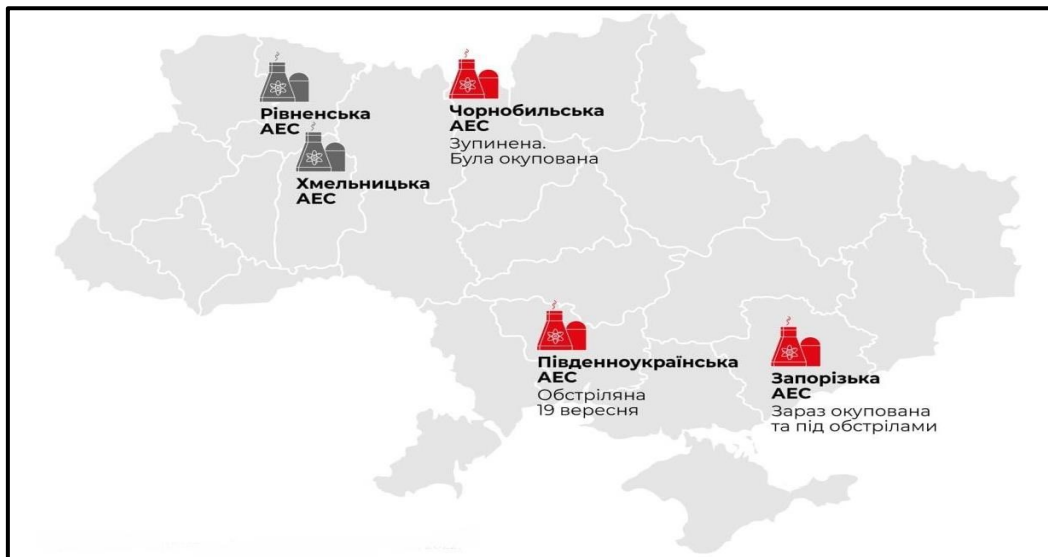 Рівненська
АЕС
Хмельницька
АЕС
Чорнобильська
АЕС
Зупинена.
Була окупована
Південноукраїнська
АЕС
Обстріляна
19 вересня
Запорізька
АЕС
Зараз окупована
та під обстрілами